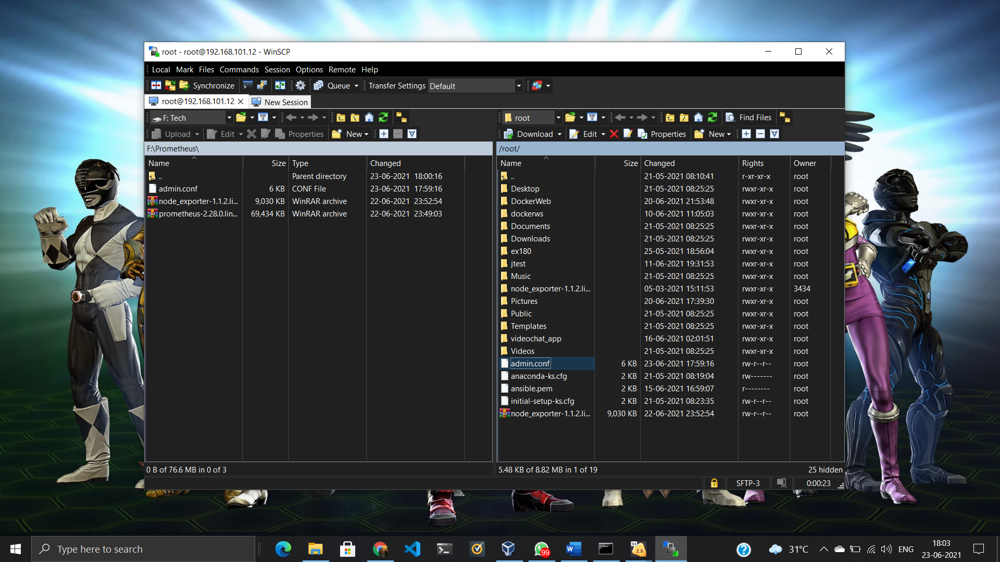 root - root@192.168.101.12 - WinSCP
Local Mark Files Commands Session Options Remote Help
Synchronize Queue Transfer Settings Default
root@192.168.101.12 New Session
F: Tech
Upload Edit Properties New
F:\Prometheus\
Name Size Type Changed
.. Parent directory 23-06-2021 18:00:16
admin.conf 6 KB CONF File 23-06-2021 17:59:16
node_exporter-1.1.2.li... 9,030 KB WinRAR archive 22-06-2021 23:52:54
prometheus-2.28.0.lin... 69,434 KB WinRAR archive 22-06-2021 23:49:03
0 B of 76.6 MB in 0 of 3
root Find Files
Download Edit Properties New
/root/
Name Size Changed Rights Owner
.. 21-05-2021 08:10:41 r-xr-xr-x root
Desktop 21-05-2021 08:25:25 rwxr-xr-x root
DockerWeb 20-06-2021 21:53:48 rwxr-xr-x root
dockerws 10-06-2021 11:05:03 rwxr-xr-x root
Documents 21-05-2021 08:25:25 rwxr-xr-x root
Downloads 21-05-2021 08:25:25 rwxr-xr-x root
ex180 25-05-2021 18:56:04 rwxr-xr-x root
jtest 11-06-2021 19:31:53 rwxr-xr-x root
Music 21-05-2021 08:25:25 rwxr-xr-x root
node_exporter-1.1.2.li... 05-03-2021 15:11:53 rwxr-xr-x 3434
Pictures 20-06-2021 17:39:30 rwxr-xr-x root
Public 21-05-2021 08:25:25 rwxr-xr-x root
Templates 21-05-2021 08:25:25 rwxr-xr-x root
videochat_app 16-06-2021 02:01:51 rwxr-xr-x root
Videos 21-05-2021 08:25:25 rwxr-xr-x root
admin.conf 6 KB 23-06-2021 17:59:16 rw-r--r-- root
anaconda-ks.cfg 2 KB 21-05-2021 08:19:04 rw------- root
ansible.pem 2 KB 15-06-2021 16:59:07 r-------- root
initial-setup-ks.cfg 2 KB 21-05-2021 08:23:35 rw-r--r-- root
node_exporter-1.1.2.li... 9,030 KB 22-06-2021 23:52:54 rw-r--r-- root
5.48 KB of 8.82 MB in 1 of 19 25 hidden
SFTP-3 0:00:23
Type here to search
99
64
2.6
31°C ENG
18:03
23-06-2021